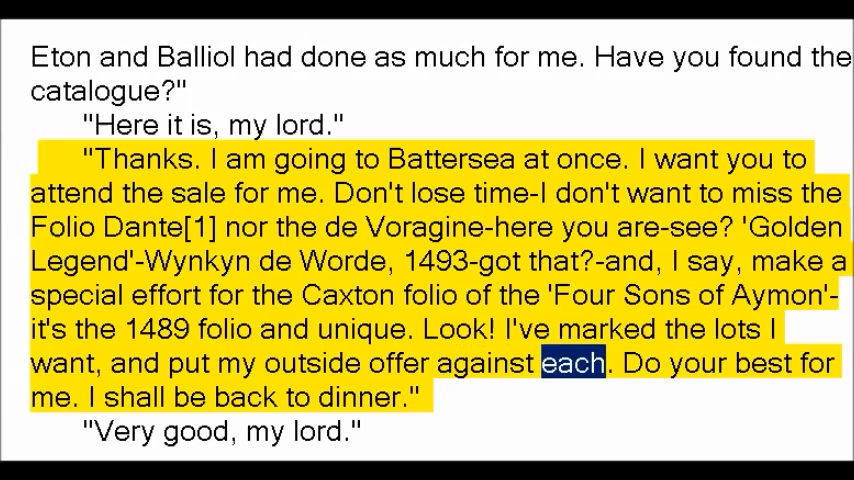 Eton and Balliol had done as much for me. Have you found the
catalogue?"
"Here it is, my lord."
"Thanks. I am going to Battersea at once. I want you to
attend the sale for me. Don't lose time-I don't want to miss the
Folio Dante[1] nor the de Voragine-here you are-see? 'Golden
Legend'-Wynkyn de Worde, 1493-got that?-and, I say, make a
special effort for the Caxton folio of the 'Four Sons of Aymon'-
it's the 1489 folio and unique. Look! I've marked the lots I
want, and put my outside offer against each. Do your best for
me. I shall be back to dinner."
"Very good, my lord."